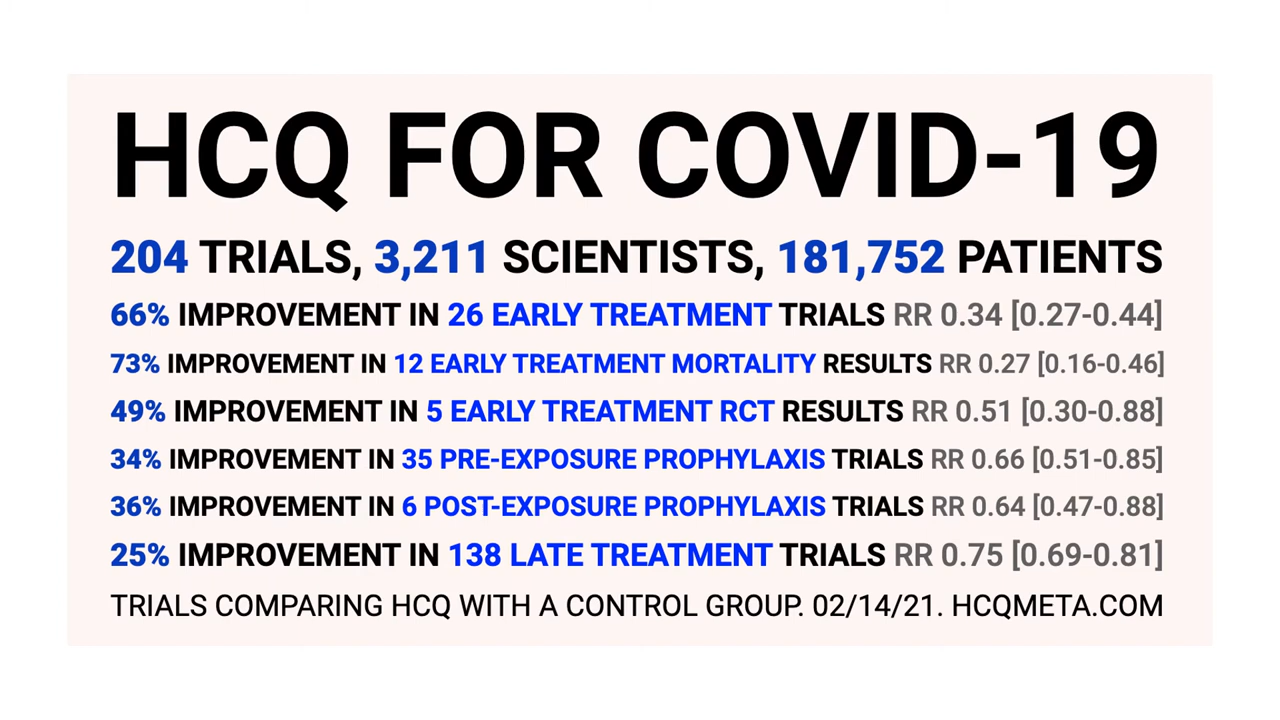 HCQ FOR COVID-19
204 TRIALS, 3,211 SCIENTISTS, 181,752 PATIENTS
66% IMPROVEMENT IN 26 EARLY TREATMENT TRIALS RR 0.34 [0.27-0.44]
73% IMPROVEMENT IN 12 EARLY TREATMENT MORTALITY RESULTS RR 0.27 [0.16-0.46]
49% IMPROVEMENT IN 5 EARLY TREATMENT RCT RESULTS RR 0.51 [0.30-0.88]
34% IMPROVEMENT IN 35 PRE-EXPOSURE PROPHYLAXIS TRIALS RR 0.66 [0.51-0.85]
36% IMPROVEMENT IN 6 POST-EXPOSURE PROPHYLAXIS TRIALS RR 0.64 [0.47-0.88]
25% IMPROVEMENT IN 138 LATE TREATMENT TRIALS RR 0.75 [0.69-0.81]
TRIALS COMPARING HCQ WITH A CONTROL GROUP. 02/14/21. HCQMETA.COM